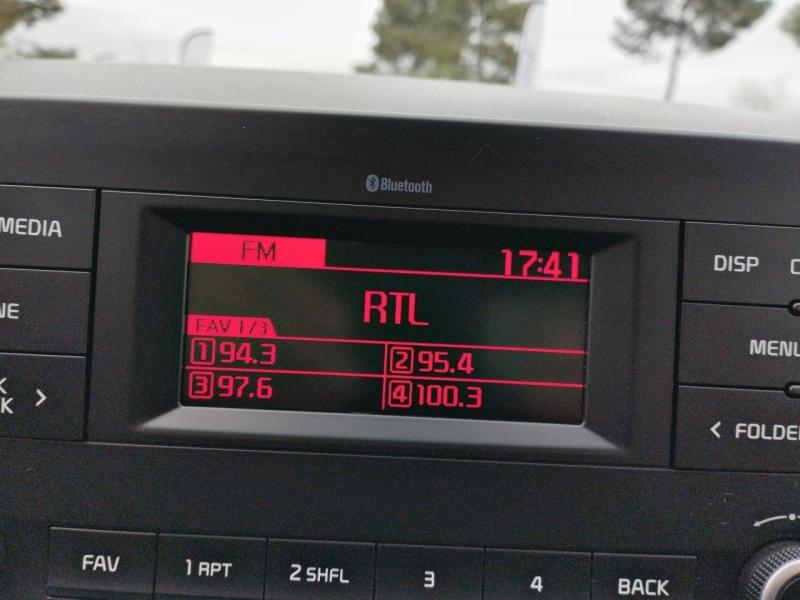 Bluetooth
MEDIA
FM 17:41
DISP
RTL
FAV 1/3
MENU
1 94.3 2 95.4
3 97.6 4 100.3
< FOLDE
>
FAV 1 RPT 2 SHFL 3 4 BACK